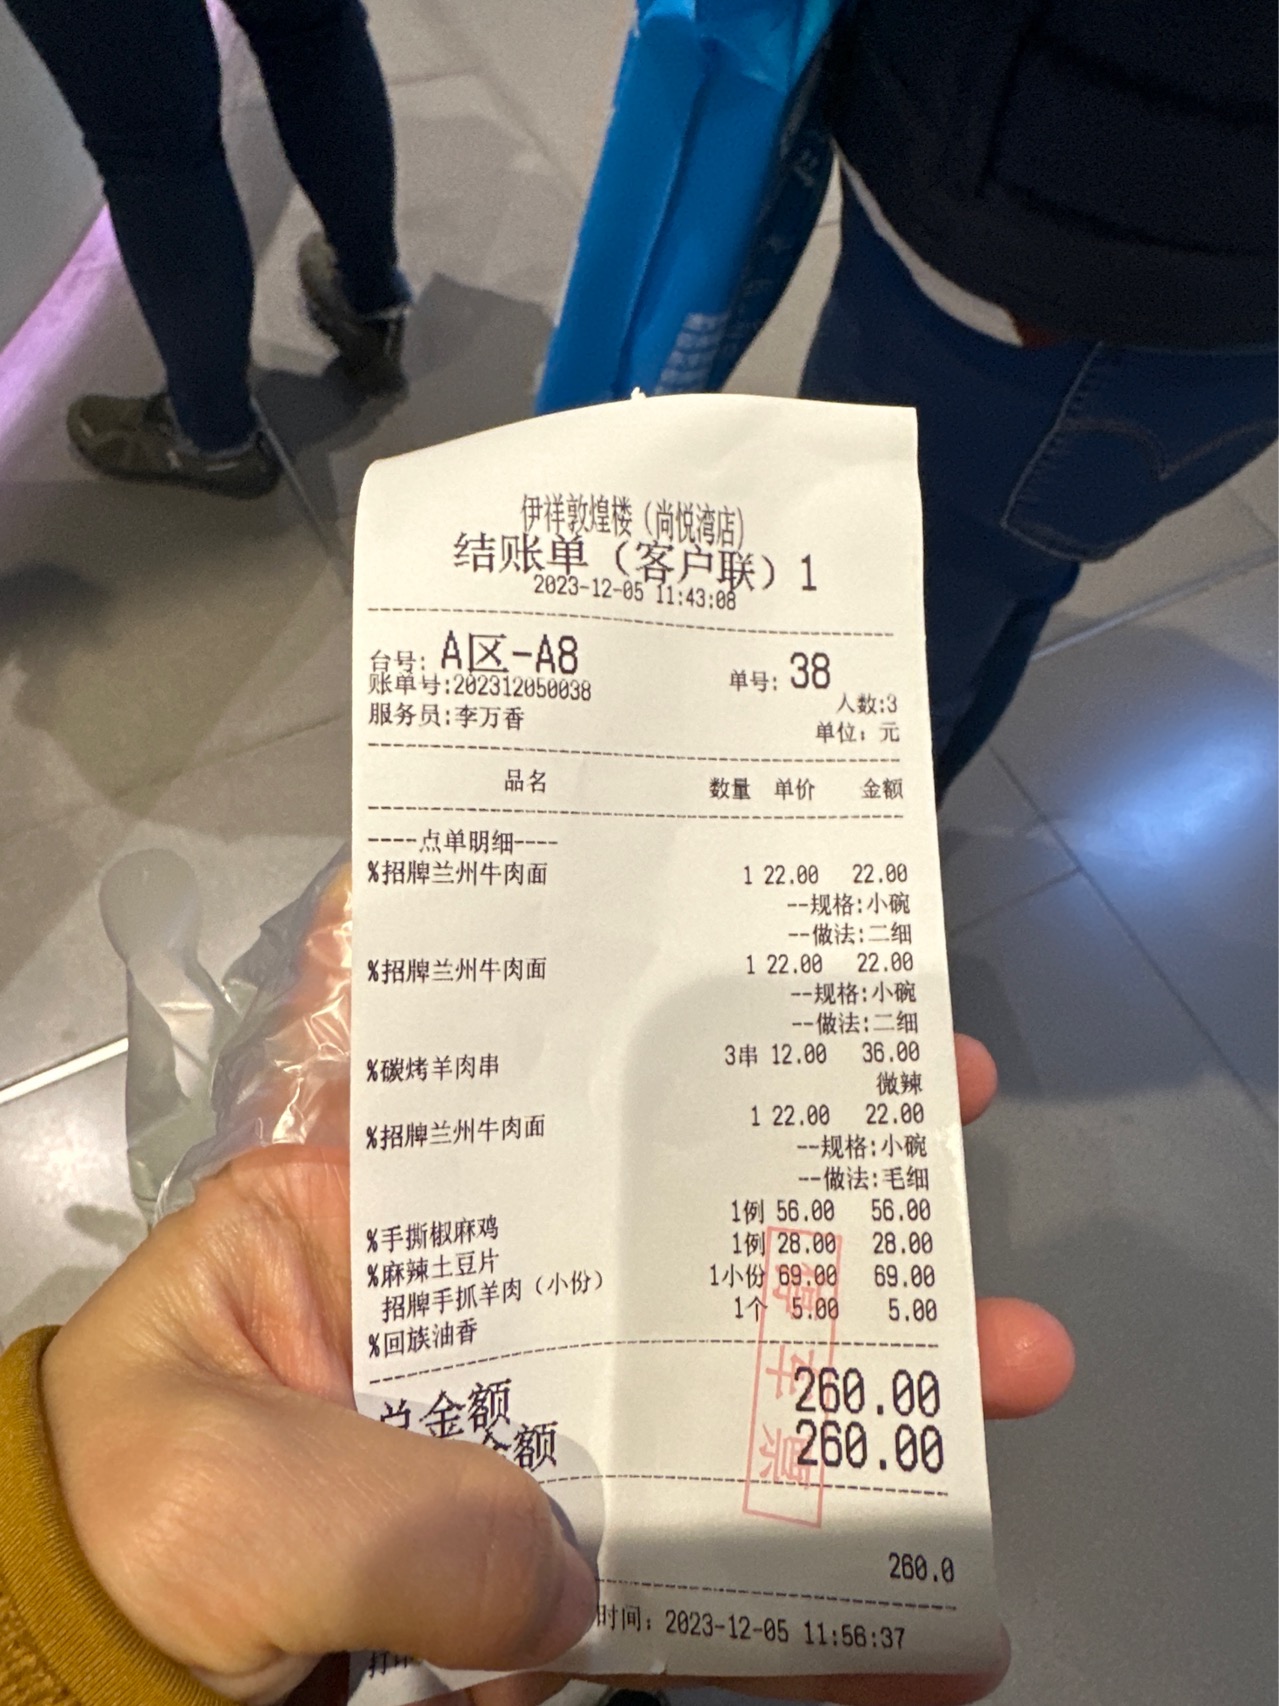 伊祥敦煌楼（尚悦湾店）
结账单（客户联）1
2023-12-05 11:43:08
台号: A区-A8 单号: 38
账单号:202312050038 人数:3
服务员:李万香 单位: 元
品名 数量 单价 金额
-----点单明细----
%招牌兰州牛肉面 1 22.00 22.00
--规格:小碗
--做法:二细
%招牌兰州牛肉面 1 22.00 22.00
--规格:小碗
--做法:二细
%碳烤羊肉串 3串 12.00 36.00
微辣
%招牌兰州牛肉面 1 22.00 22.00
--规格:小碗
--做法:毛细
%手撕椒麻鸡 1例 56.00 56.00
%麻辣土豆片 1例 28.00 28.00
招牌手抓羊肉（小份） 1小份 69.00 69.00
%回族油香 1个 5.00 5.00
总金额 260.00
金额 260.00
停车票
260.0
时间: 2023-12-05 11:56:37